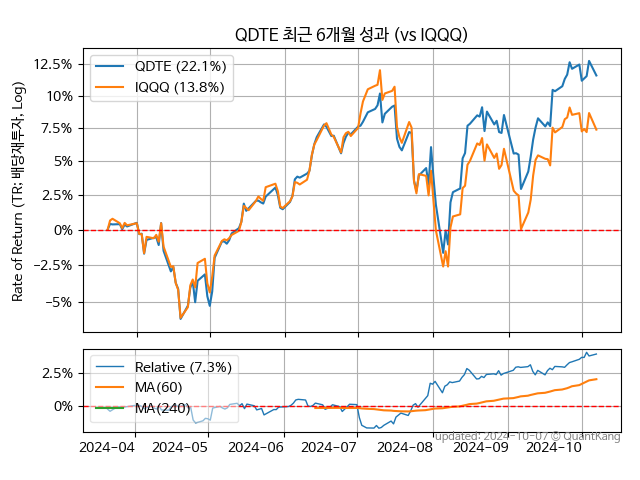 QDTE 최근 6개월 성과 (vs IQQQ)
Rate of Return (TR: 배당재투자, Log)
12.5%
10%
7.5%
5%
2.5%
0%
−2.5%
−5%
QDTE (22.1%)
IQQQ (13.8%)
2.5%
0%
Relative (7.3%)
MA(60)
MA(240)
updated: 2024-10-07 © QuantKang
2024-04
2024-05
2024-06
2024-07
2024-08
2024-09
2024-10